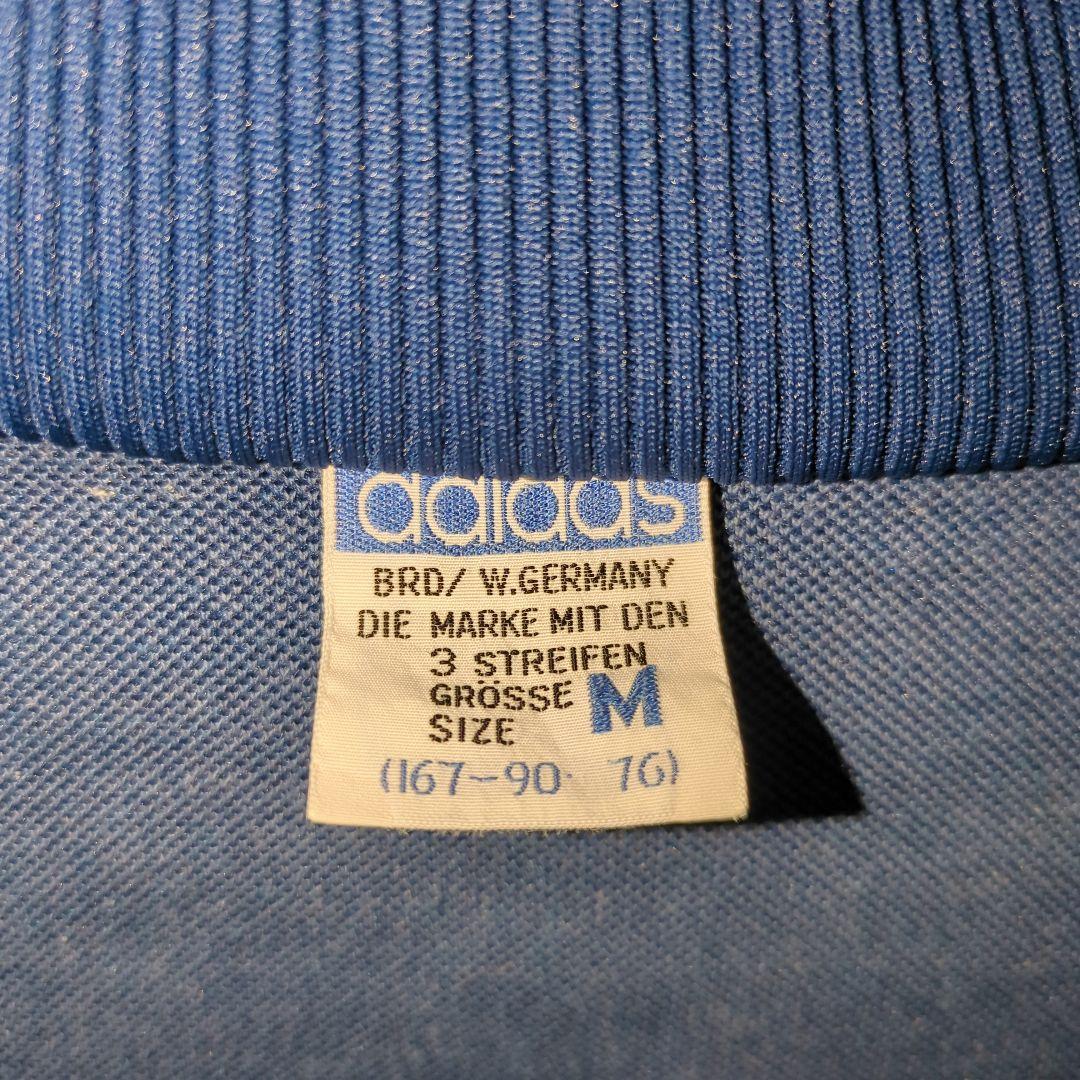 adidas
BRD/ W.GERMANY
DIE MARKE MIT DEN
3 STREIFEN
GRÖSSE M
SIZE
(167-90· 76)